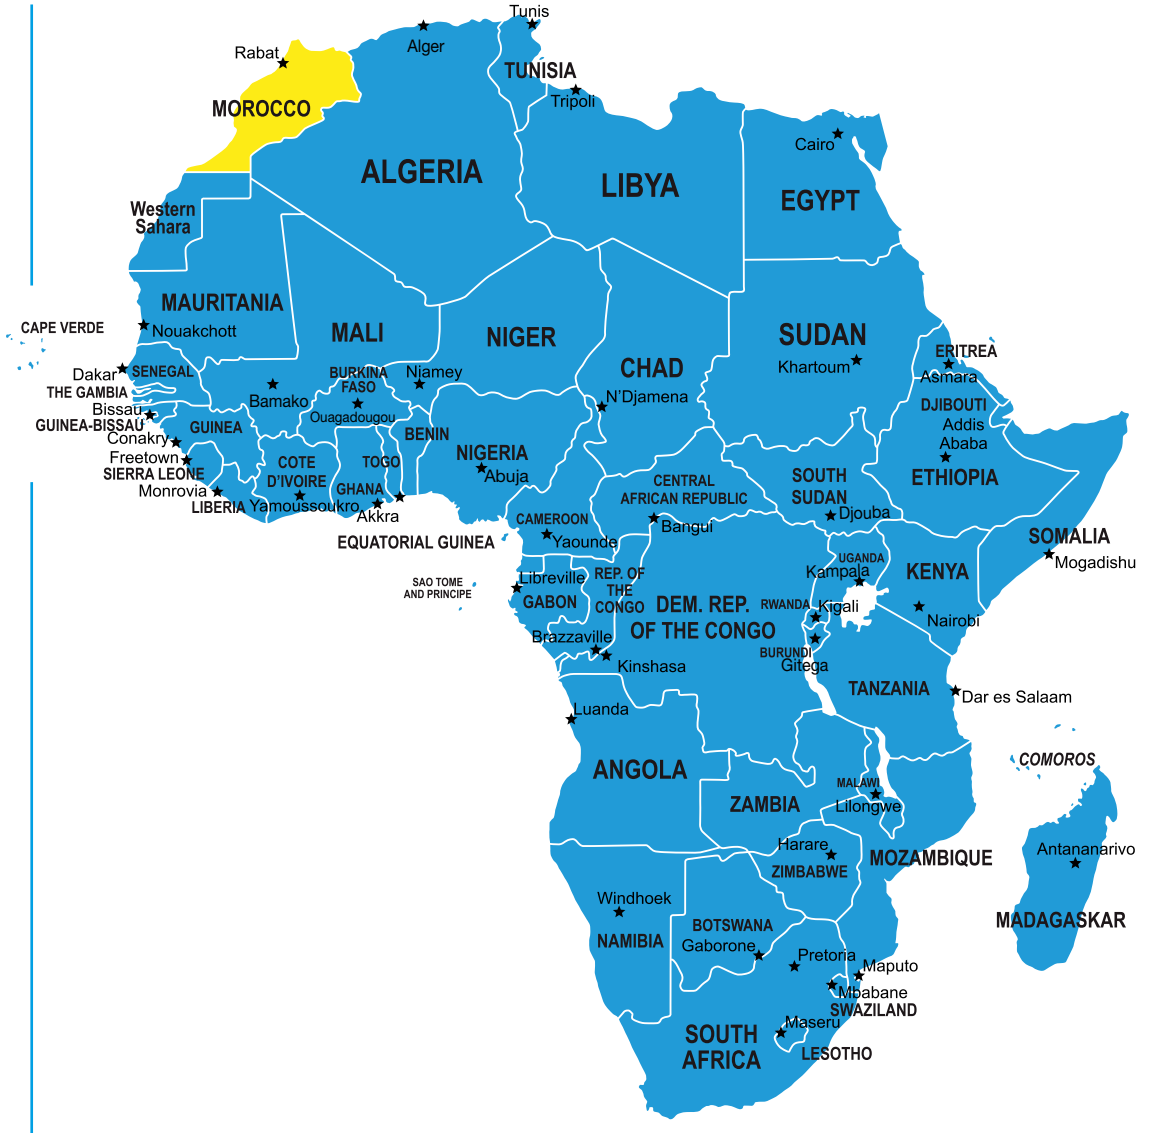 Tunis
Rabat
Alger
TUNISIA
Tripoli
MOROCCO
Cairo
ALGERIA
LIBYA
EGYPT
Western
Sahara
MAURITANIA
CAPE VERDE
Nouakchott
MALI
NIGER
SUDAN
CHAD
Khartoum
ERITREA
Asmara
Dakar
SENEGAL
BURKINA
FASO
Niamey
THE GAMBIA
Bamako
N'Djamena
DJIBOUTI
Bissau
Ouagadougou
GUINEA-BISSAU
GUINEA
BENIN
Addis
Ababa
Conakry
Freetown
SIERRA LEONE
COTE
D'IVOIRE
TOGO
NIGERIA
Abuja
CENTRAL
AFRICAN REPUBLIC
SOUTH
SUDAN
ETHIOPIA
Monrovia
LIBERIA
Yamoussoukro
GHANA
Akkra
CAMEROON
Yaounde
Bangui
Djouba
EQUATORIAL GUINEA
SOMALIA
Mogadishu
UGANDA
Kampala
KENYA
SAO TOME
AND PRINCIPE
Libreville
GABON
REP. OF
THE
CONGO
DEM. REP.
OF THE CONGO
RWANDA
Kigali
Nairobi
Brazzaville
Kinshasa
BURUNDI
Gitega
TANZANIA
Dar es Salaam
Luanda
ANGOLA
COMOROS
ZAMBIA
MALAWI
Lilongwe
Harare
ZIMBABWE
MOZAMBIQUE
Antananarivo
MADAGASKAR
Windhoek
NAMIBIA
BOTSWANA
Gaborone
Pretoria
Maputo
Mbabane
SWAZILAND
Maseru
SOUTH
AFRICA
LESOTHO